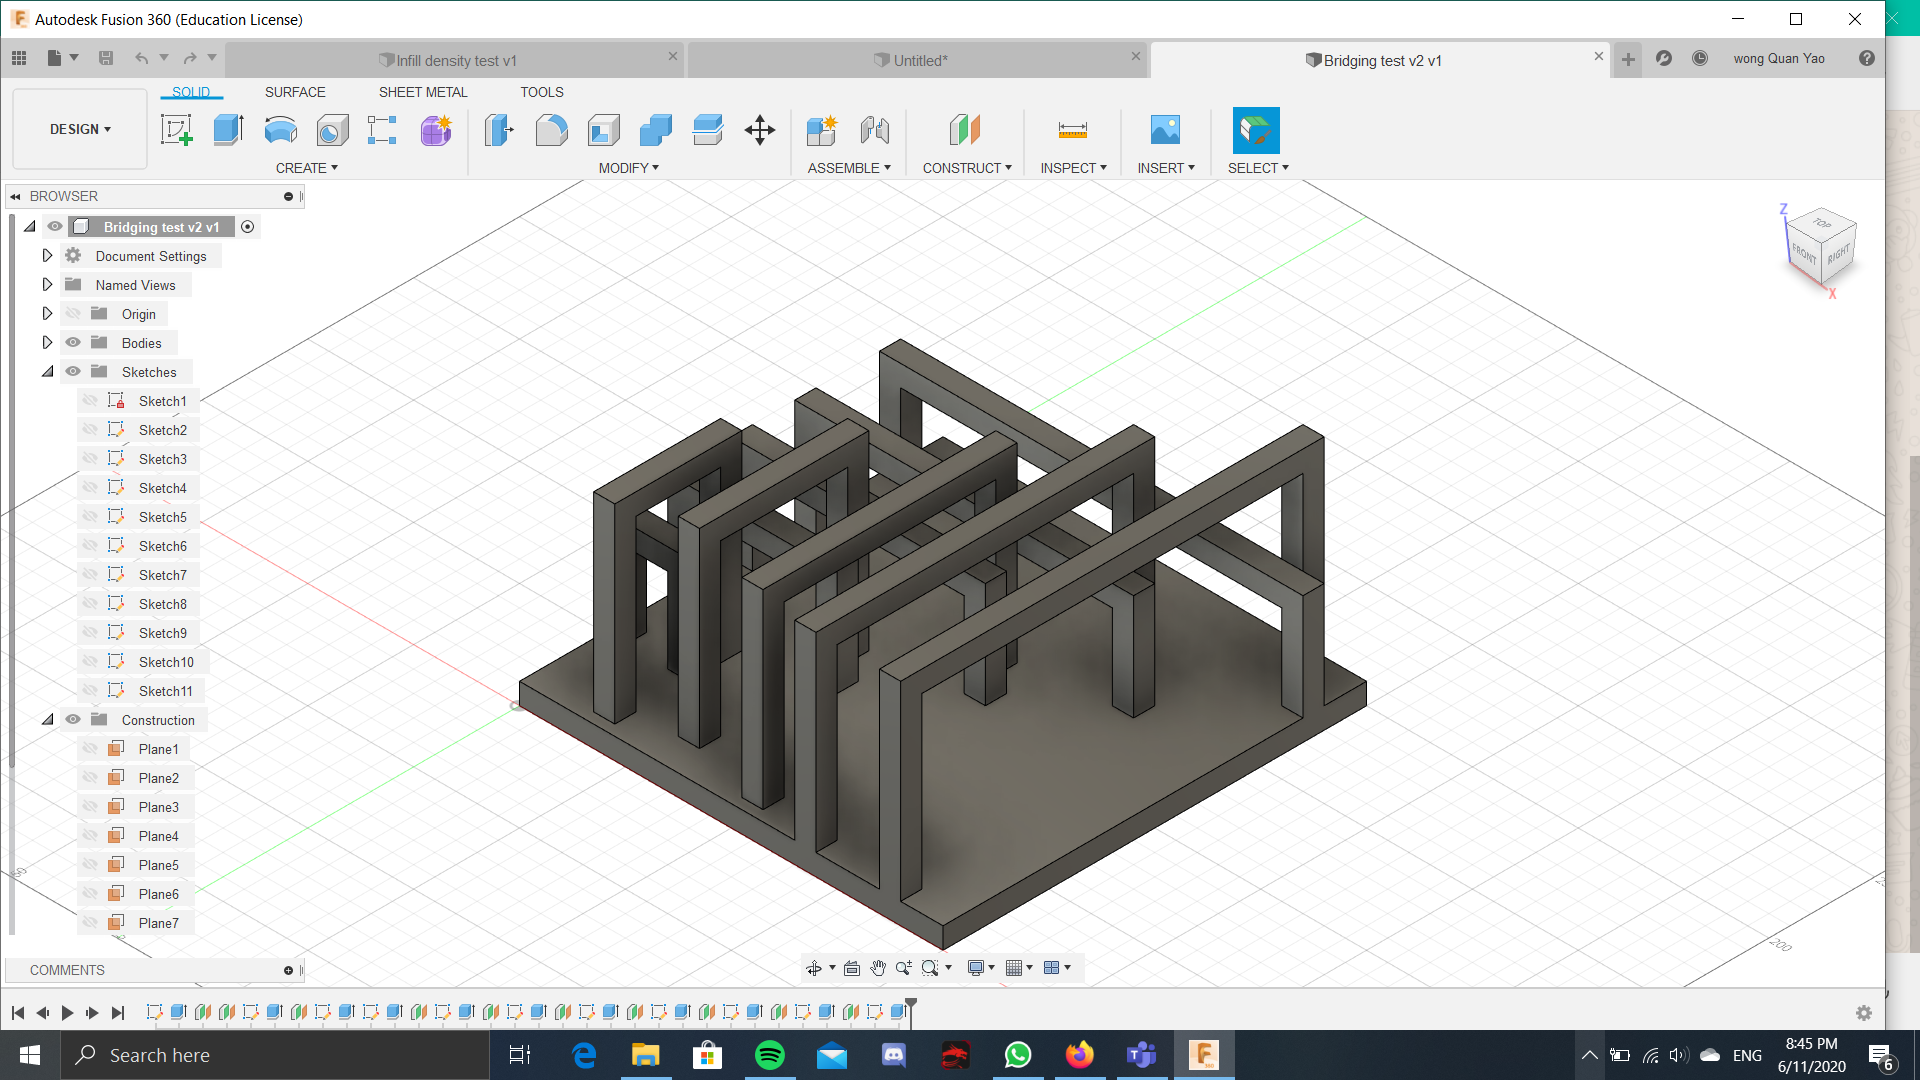 Autodesk Fusion 360 (Education License)
Infill density test v1
Untitled*
Bridging test v2 v1
wong Quan Yao
SOLID SURFACE SHEET METAL TOOLS
DESIGN
CREATE MODIFY ASSEMBLE CONSTRUCT INSPECT INSERT SELECT
BROWSER
Bridging test v2 v1
Document Settings
Named Views
Origin
Bodies
Sketches
Sketch1
Sketch2
Sketch3
Sketch4
Sketch5
Sketch6
Sketch7
Sketch8
Sketch9
Sketch10
Sketch11
Construction
Plane1
Plane2
Plane3
Plane4
Plane5
Plane6
Plane7
Z
TOP
FRONT
RIGHT
X
50
200
COMMENTS
Search here
ENG
8:45 PM
6/11/2020
6